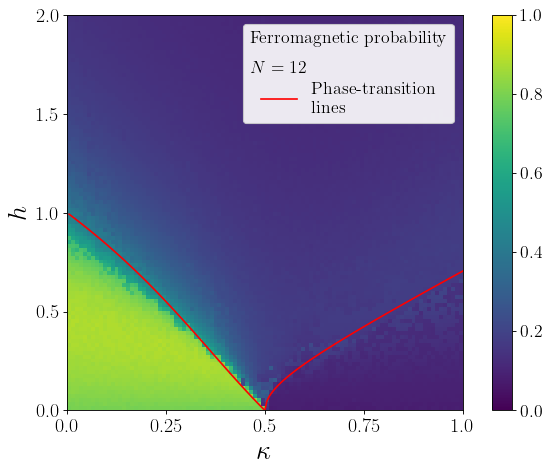 2.0
1.5
1.0
0.5
0.0
h
0.0 0.25 0.5 0.75 1.0
κ
Ferromagnetic probability
N = 12
Phase-transition
lines
1.0
0.8
0.6
0.4
0.2
0.0